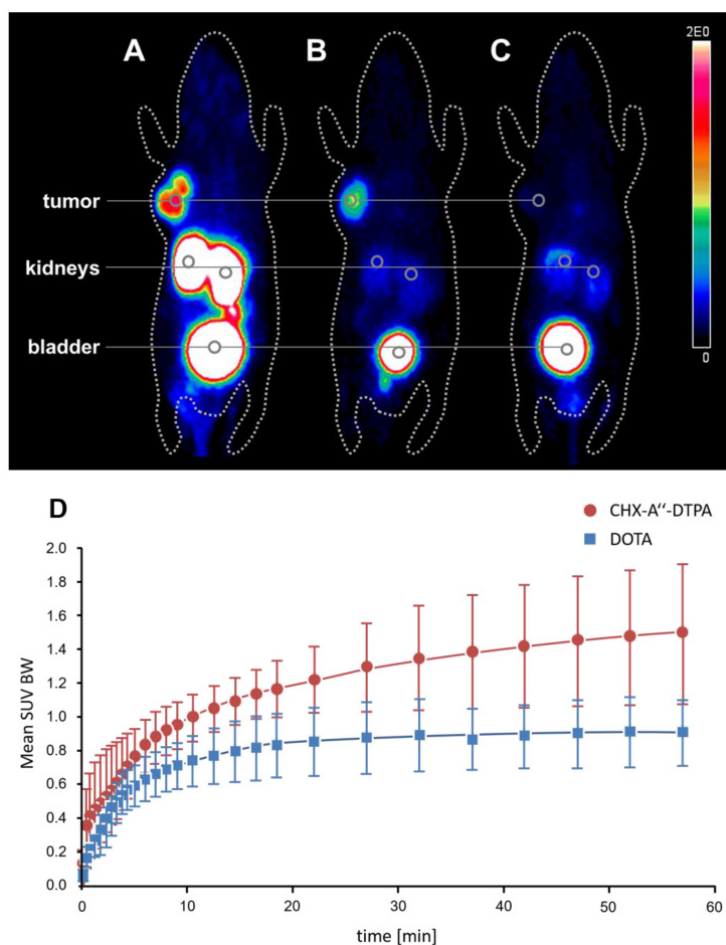 A B C 2E0
tumor
kidneys
bladder
0
D
CHX-A‘‘-DTPA
DOTA
2.0
1.8
1.6
1.4
1.2
1.0
0.8
0.6
0.4
0.2
0.0
Mean SUV BW
0 10 20 30 40 50 60
time [min]